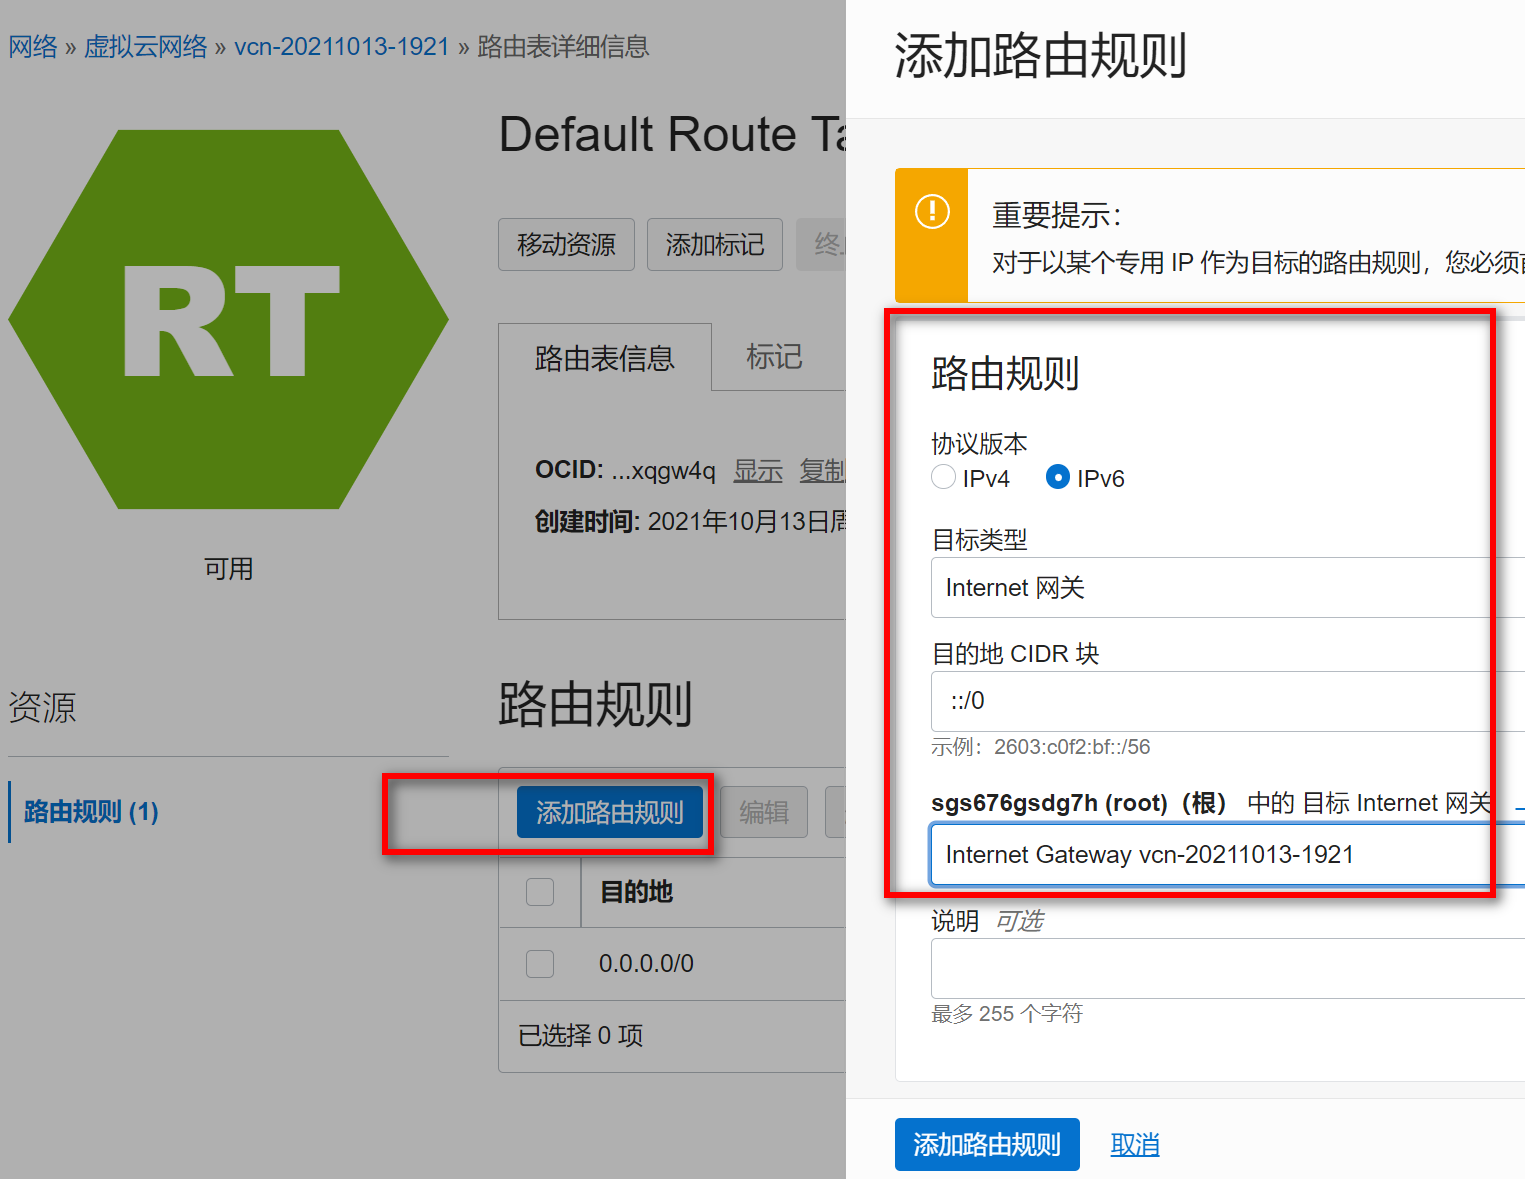 网络 » 虚拟云网络 » vcn-20211013-1921 » 路由表详细信息
RT
可用
Default Route Ta
移动资源
添加标记
路由表信息
标记
OCID: ...xqgw4q 显示 复制
创建时间: 2021年10月13日周
资源
路由规则 (1)
路由规则
添加路由规则
编辑
目的地
0.0.0.0/0
已选择 0 项
添加路由规则
重要提示：
对于以某个专用 IP 作为目标的路由规则，您必须首
路由规则
协议版本
IPv4 IPv6
目标类型
Internet 网关
目的地 CIDR 块
::/0
示例：2603:c0f2:bf::/56
sgs676gsdg7h (root)（根） 中的 目标 Internet 网关
Internet Gateway vcn-20211013-1921
说明 可选
最多 255 个字符
添加路由规则
取消